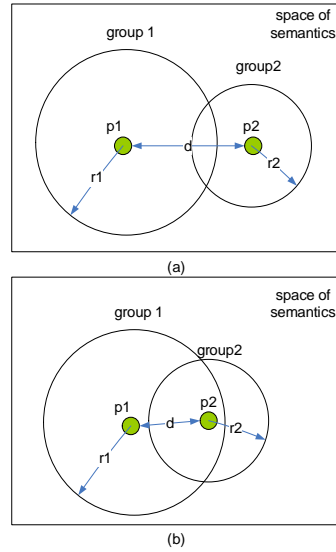 space of
semantics
group 1
group2
p1
p2
d
r1
r2
(a)
space of
semantics
group 1
group2
p1
p2
d
r1
r2
(b)